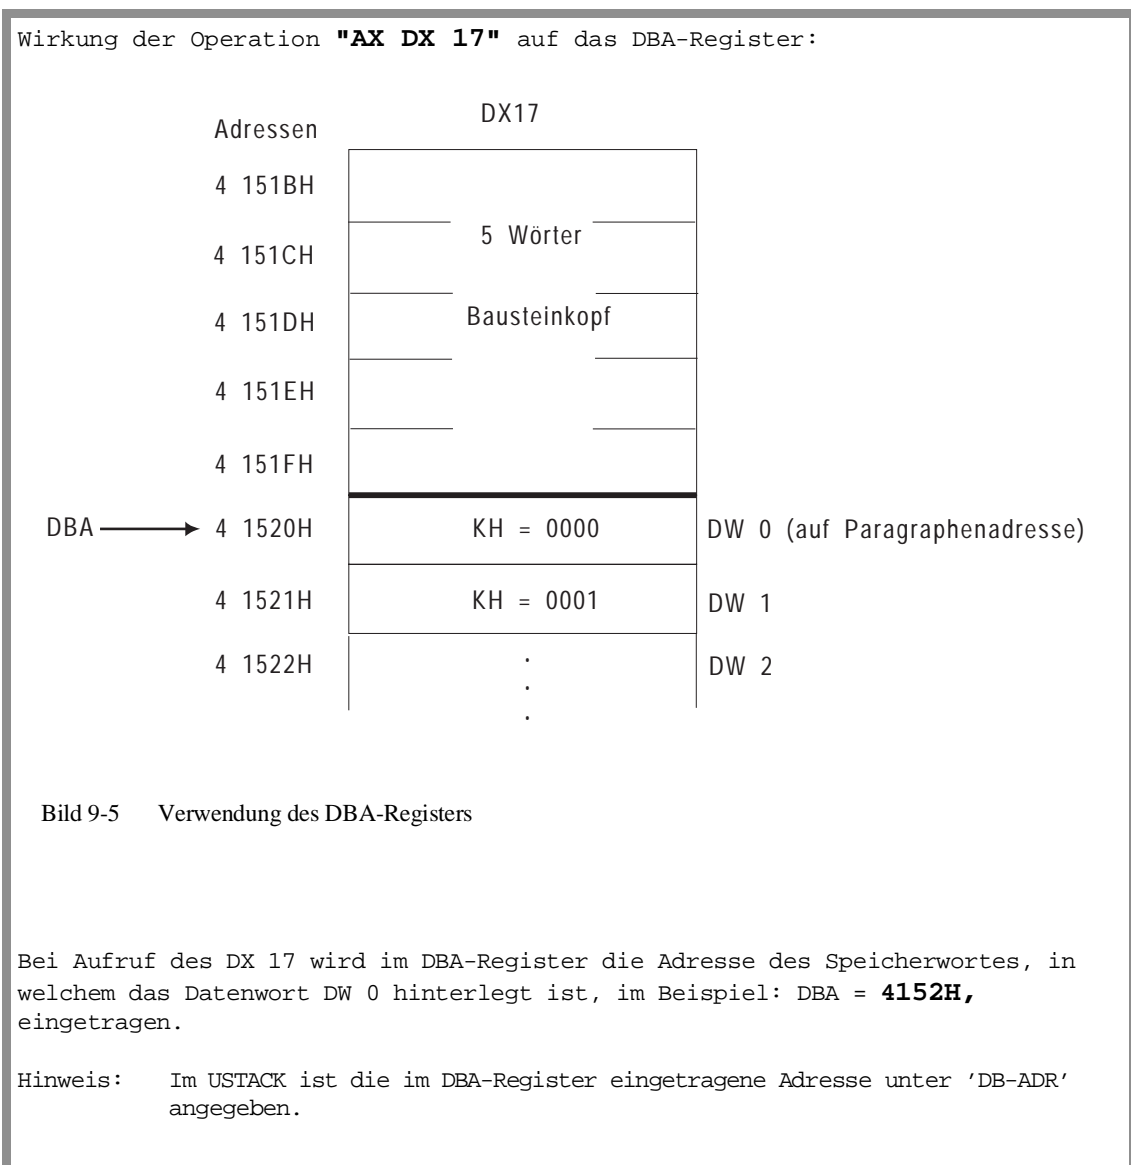 Wirkung der Operation "AX DX 17" auf das DBA-Register:
DX17
Adressen
4 151BH
5 Wörter
4 151CH
4 151DH Bausteinkopf
4 151EH
4 151FH
DBA 4 1520H KH = 0000 DW 0 (auf Paragraphenadresse)
4 1521H KH = 0001 DW 1
4 1522H . DW 2
.
.
Bild 9-5 Verwendung des DBA-Registers
Bei Aufruf des DX 17 wird im DBA-Register die Adresse des Speicherwortes, in
welchem das Datenwort DW 0 hinterlegt ist, im Beispiel: DBA = 4152H,
eingetragen.
Hinweis: Im USTACK ist die im DBA-Register eingetragene Adresse unter 'DB-ADR'
angegeben.